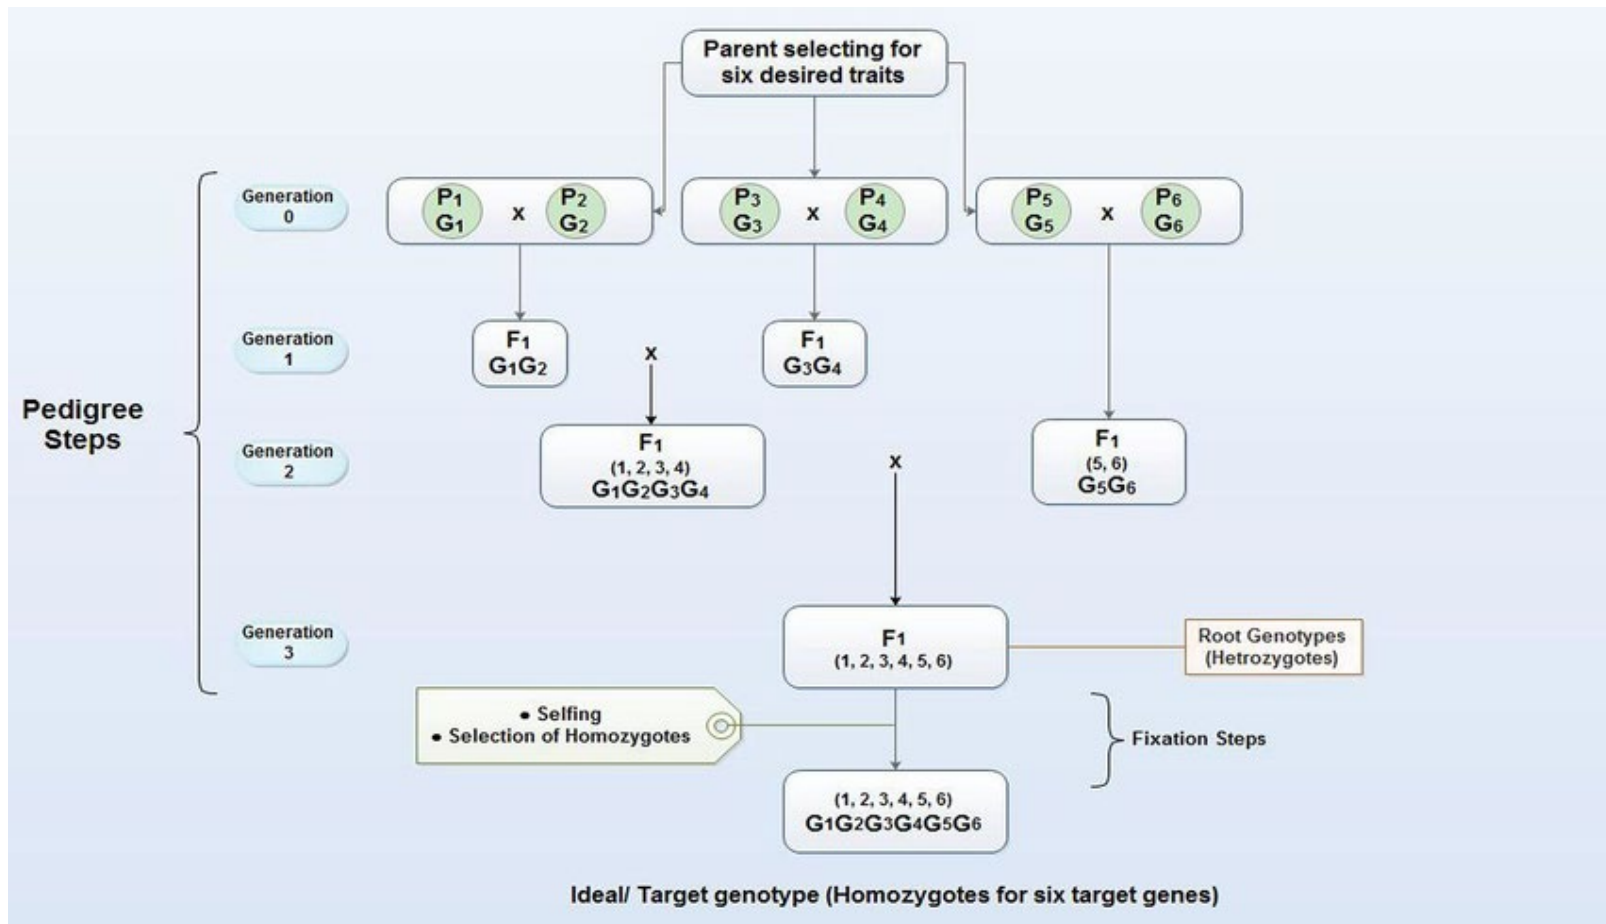 Parent selecting for
six desired traits
Generation
0
P1
G1
x
P2
G2
P3
G3
x
P4
G4
P5
G5
x
P6
G6
Generation
1
F1
G1G2
x
F1
G3G4
Pedigree
Steps
Generation
2
F1
(1, 2, 3, 4)
G1G2G3G4
x
F1
(5, 6)
G5G6
Generation
3
F1
(1, 2, 3, 4, 5, 6)
Root Genotypes
(Hetrozygotes)
• Selfing
• Selection of Homozygotes
Fixation Steps
(1, 2, 3, 4, 5, 6)
G1G2G3G4G5G6
Ideal/ Target genotype (Homozygotes for six target genes)